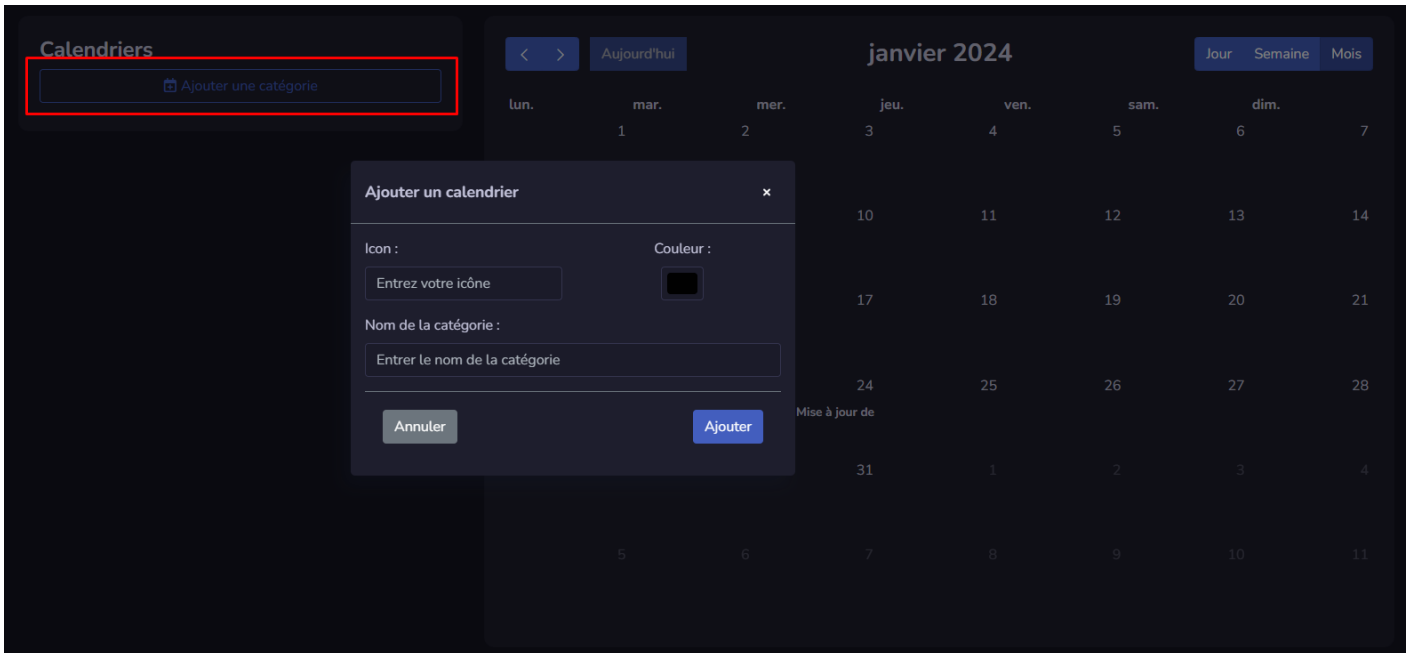 Calendriers
Ajouter une catégorie
Aujourd'hui
janvier 2024
Jour Semaine Mois
lun. mar. mer. jeu. ven. sam. dim.
1 2 3 4 5 6 7
Ajouter un calendrier
×
10 11 12 13 14
Icon :
Couleur :
Entrez votre icône
17 18 19 20 21
Nom de la catégorie :
Entrer le nom de la catégorie
24 25 26 27 28
Mise à jour de
Annuler
Ajouter
31 1 2 3 4
5 6 7 8 9 10 11